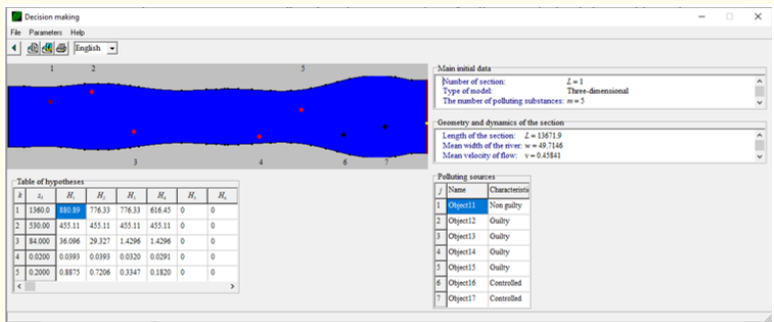 Decision making
File Parameters Help
English
1 2 5
3 4 6 7
Main initial data
Number of section: L = 1
Type of model: Three-dimensional
The number of polluting substances: m = 5
Geometry and dynamics of the section
Length of the section: L = 13671.9
Mean width of the river: w = 49.7146
Mean velocity of flow: v = 0.45841
Table of hypotheses
k z_k H_1 H_2 H_3 H_4 H_5 H_6
1 1360.0 880.89 776.33 776.33 616.45 0 0
2 530.00 455.11 455.11 455.11 455.11 0 0
3 84.000 36.096 29.327 1.4296 1.4296 0 0
4 0.0200 0.0393 0.0393 0.0320 0.0291 0 0
5 0.2000 0.8875 0.7206 0.3347 0.1820 0 0
Polluting sources
j Name Characteristic
1 Object11 Non guilty
2 Object12 Guilty
3 Object13 Guilty
4 Object14 Guilty
5 Object15 Guilty
6 Object16 Controlled
7 Object17 Controlled